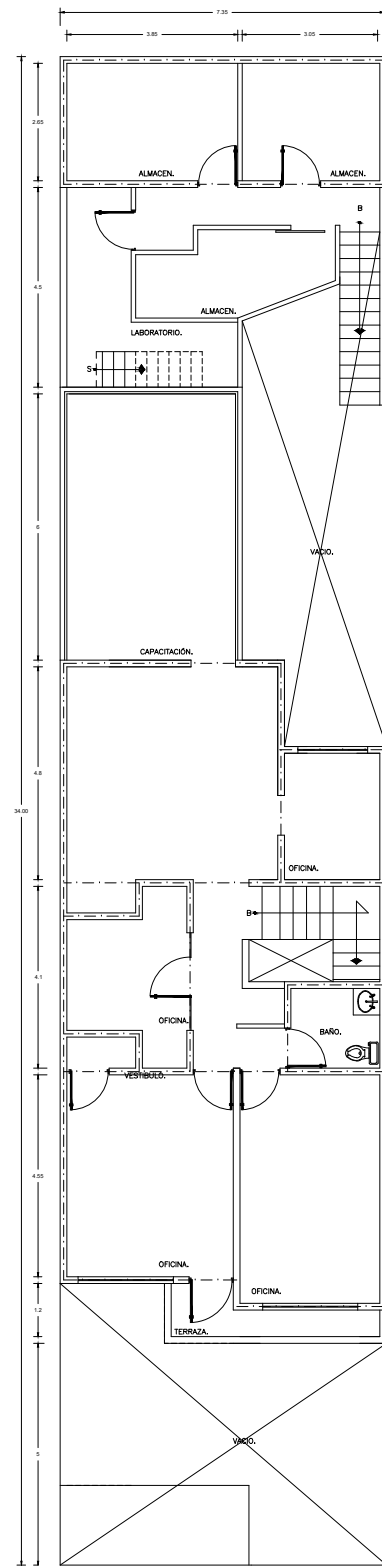 7.35
3.85
3.05
2.65
ALMACEN.
ALMACEN.
B
4.5
ALMACEN.
LABORATORIO.
S
6
VACIO.
CAPACITACIÓN.
4.8
34.00
OFICINA.
B
4.1
OFICINA.
BAÑO.
VESTIBULO.
4.55
OFICINA.
OFICINA.
1.2
TERRAZA.
VACIO.
5